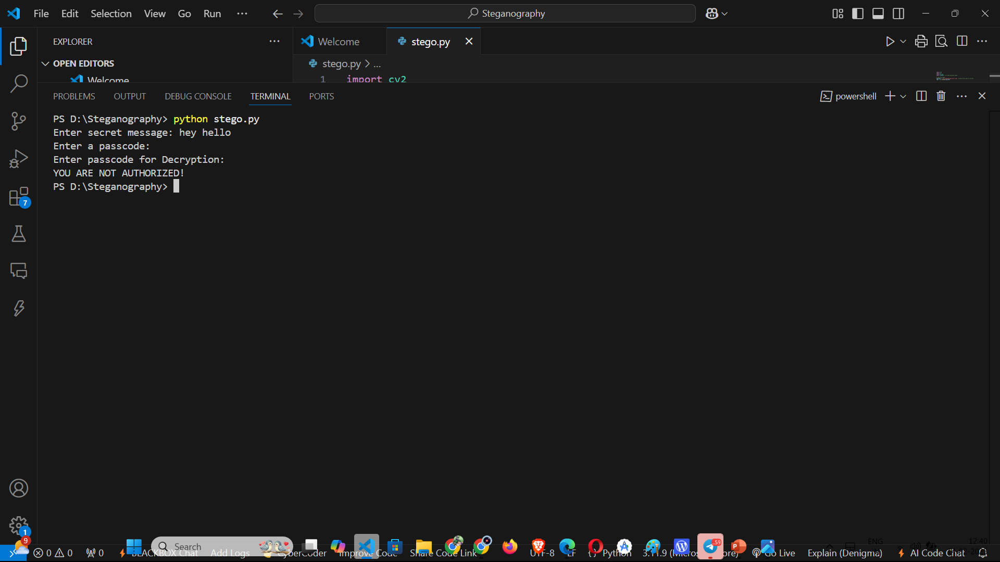 File Edit Selection View Go Run ···
Steganography
EXPLORER
Welcome
stego.py
OPEN EDITORS
stego.py > ...
Welcome
1 import cv2
PROBLEMS OUTPUT DEBUG CONSOLE TERMINAL PORTS
powershell
PS D:\Steganography> python stego.py
Enter secret message: hey hello
Enter a passcode:
Enter passcode for Decryption:
YOU ARE NOT AUTHORIZED!
PS D:\Steganography>
7
1
9
Search
59
ENG
12:40
0 0 0 BLACKBOX Chat Add Logs CyberCoder Improve Code Share Code Link UTF-8 LF {} Python 3.11.9 Go Live Explain (Denigma) AI Code Chat